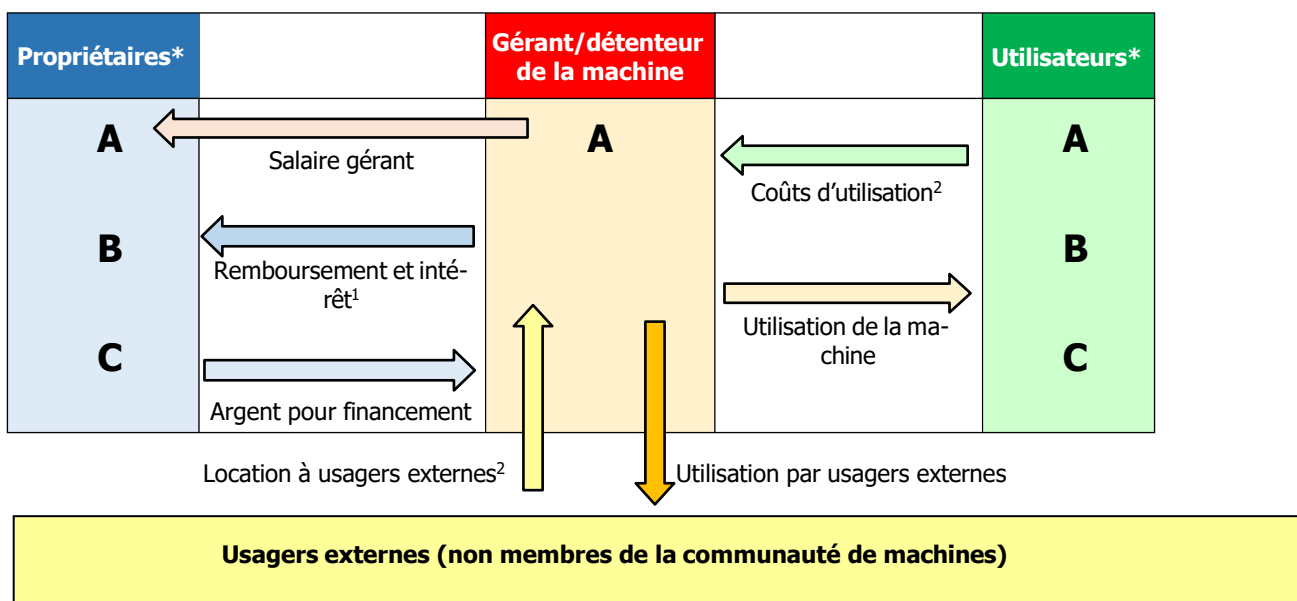 Propriétaires*
Gérant/détenteur
de la machine
Utilisateurs*
A
Salaire gérant
A
A
Coûts d'utilisation²
B
Remboursement et inté-
rêt¹
B
Utilisation de la ma-
chine
C
Argent pour financement
C
Location à usagers externes²
Utilisation par usagers externes
Usagers externes (non membres de la communauté de machines)